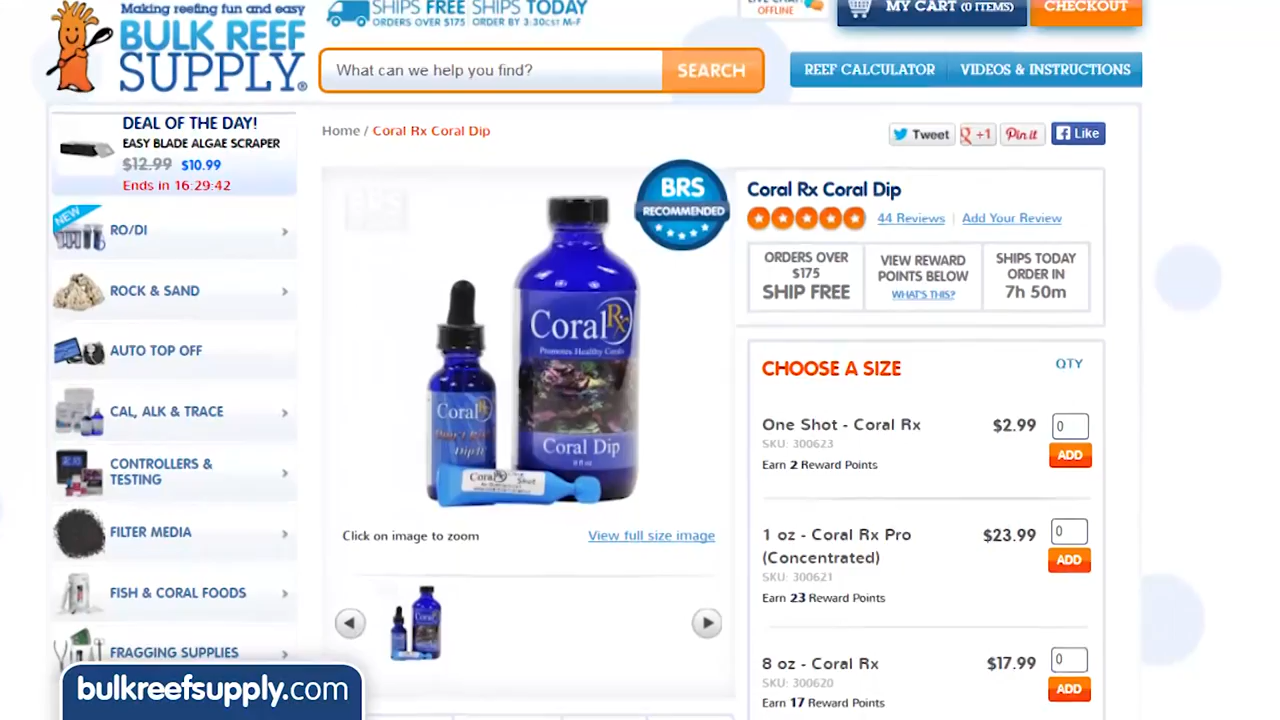 Making reefing fun and easy
BULK REEF
SUPPLY®
SHIPS FREE
ORDERS OVER $175
SHIPS TODAY
ORDER BY 3:30CST M-F
OFFLINE
MY CART (0 ITEMS)
CHECKOUT
What can we help you find?
SEARCH
REEF CALCULATOR
VIDEOS & INSTRUCTIONS
DEAL OF THE DAY!
EASY BLADE ALGAE SCRAPER
$12.99 $10.99
Ends in 16:29:42
NEW
RO/DI
ROCK & SAND
AUTO TOP OFF
CAL, ALK & TRACE
CONTROLLERS &
TESTING
FILTER MEDIA
FISH & CORAL FOODS
FRAGGING SUPPLIES
bulkreefsupply.com
Home / Coral Rx Coral Dip
Tweet
g +1
Pin it
Like
BRS
RECOMMENDED
Coral Rx
Promotes Healthy Corals
Coral Dip
8 fl oz
Coral Rx
Coral Rx
Shot
Click on image to zoom
View full size image
Coral Rx Coral Dip
44 Reviews | Add Your Review
ORDERS OVER
$175
SHIP FREE
VIEW REWARD
POINTS BELOW
WHAT'S THIS?
SHIPS TODAY
ORDER IN
7h 50m
CHOOSE A SIZE
QTY
One Shot - Coral Rx
$2.99
0
SKU: 300623
ADD
Earn 2 Reward Points
1 oz - Coral Rx Pro
(Concentrated)
$23.99
0
SKU: 300621
ADD
Earn 23 Reward Points
8 oz - Coral Rx
$17.99
0
SKU: 300620
ADD
Earn 17 Reward Points